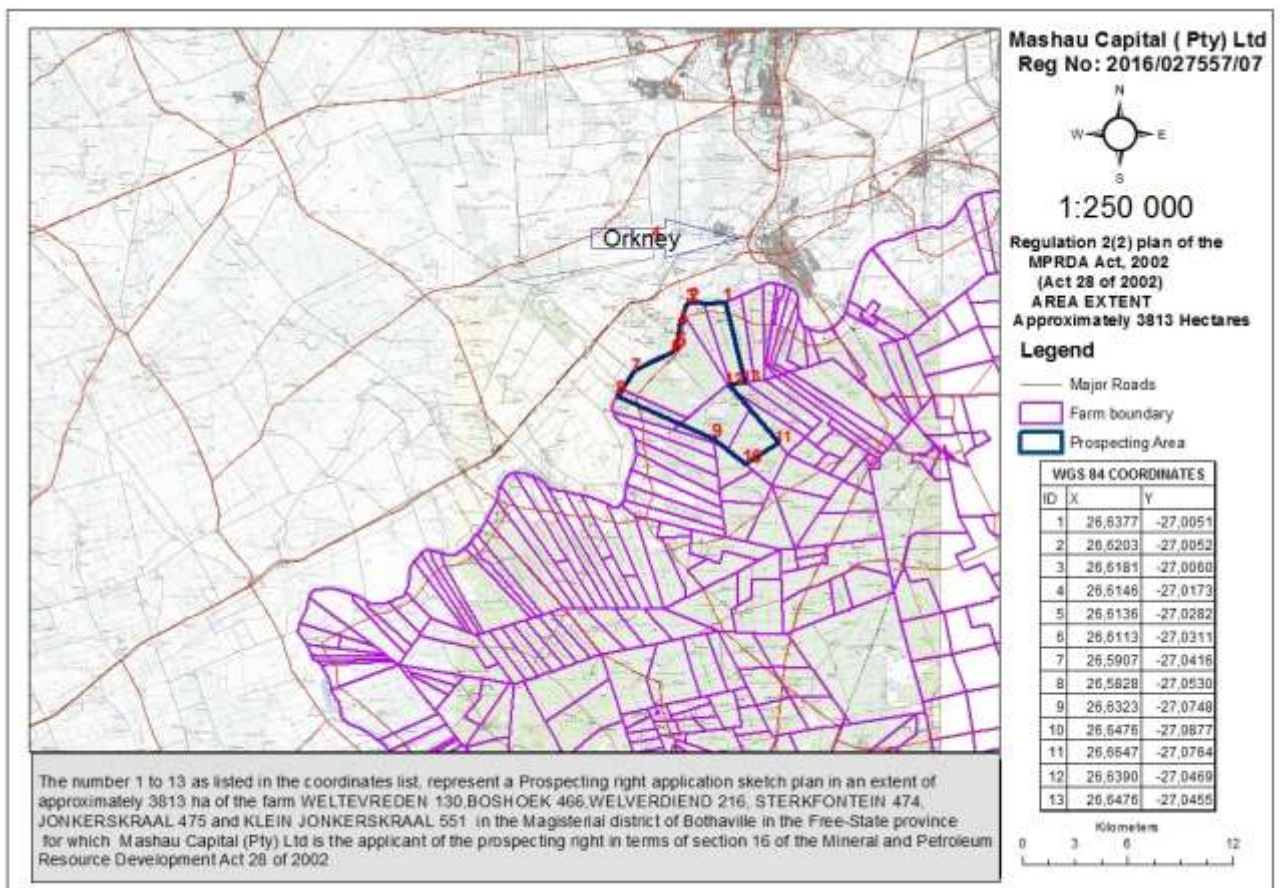 Mashau Capital ( Pty) Ltd
Reg No: 2016/027557/07
N
W E
S
1:250 000
Regulation 2(2) plan of the
MPRDA Act, 2002
(Act 28 of 2002)
AREA EXTENT
Approximately 3813 Hectares
Legend
Major Roads
Farm boundary
Prospecting Area
WGS 84 COORDINATES
ID X Y
1 26,6377 -27,0051
2 26,6203 -27,0052
3 26,6181 -27,0060
4 26,6146 -27,0173
5 26,6136 -27,0282
6 26,6113 -27,0311
7 26,5907 -27,0416
8 26,5828 -27,0530
9 26,6323 -27,0748
10 26,6476 -27,0877
11 26,6647 -27,0764
12 26,6390 -27,0469
13 26,6476 -27,0455
Kilometers
0 3 6 12
Orkney
1
7
9
10
11
12
13
The number 1 to 13 as listed in the coordinates list, represent a Prospecting right application sketch plan in an extent of
approximately 3813 ha of the farm WELTEVREDEN 130,BOSHOEK 466,WELVERDIEND 216, STERKFONTEIN 474,
JONKERSKRAAL 475 and KLEIN JONKERSKRAAL 551 in the Magisterial district of Bothaville in the Free-State province
for which Mashau Capital (Pty) Ltd is the applicant of the prospecting right in terms of section 16 of the Mineral and Petroleum
Resource Development Act 28 of 2002